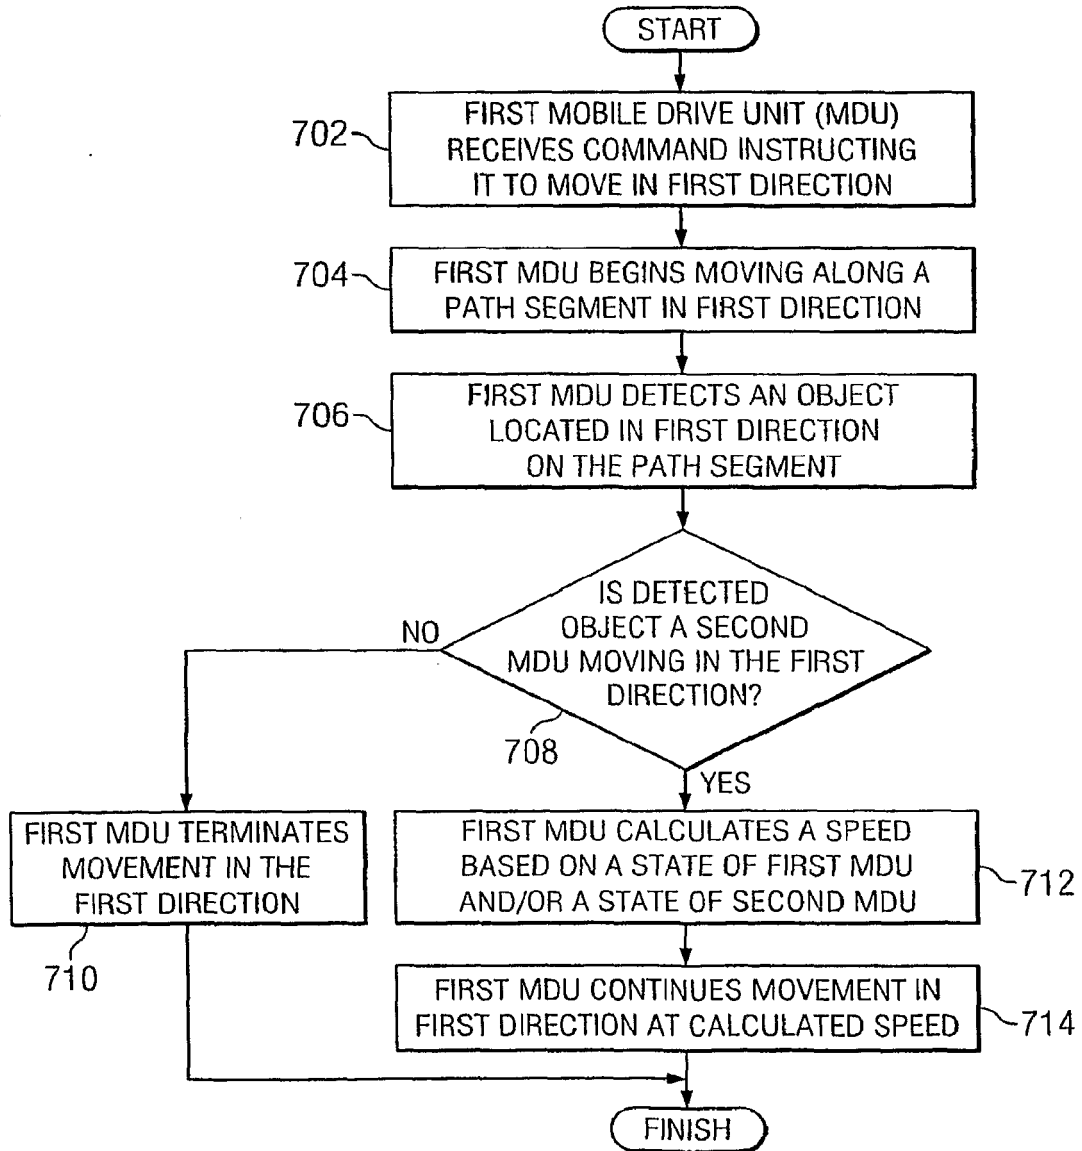 START
702
FIRST MOBILE DRIVE UNIT (MDU)
RECEIVES COMMAND INSTRUCTING
IT TO MOVE IN FIRST DIRECTION
704
FIRST MDU BEGINS MOVING ALONG A
PATH SEGMENT IN FIRST DIRECTION
706
FIRST MDU DETECTS AN OBJECT
LOCATED IN FIRST DIRECTION
ON THE PATH SEGMENT
IS DETECTED
OBJECT A SECOND
MDU MOVING IN THE FIRST
DIRECTION?
NO
708
YES
FIRST MDU TERMINATES
MOVEMENT IN THE
FIRST DIRECTION
710
FIRST MDU CALCULATES A SPEED
BASED ON A STATE OF FIRST MDU
AND/OR A STATE OF SECOND MDU
712
FIRST MDU CONTINUES MOVEMENT IN
FIRST DIRECTION AT CALCULATED SPEED
714
FINISH